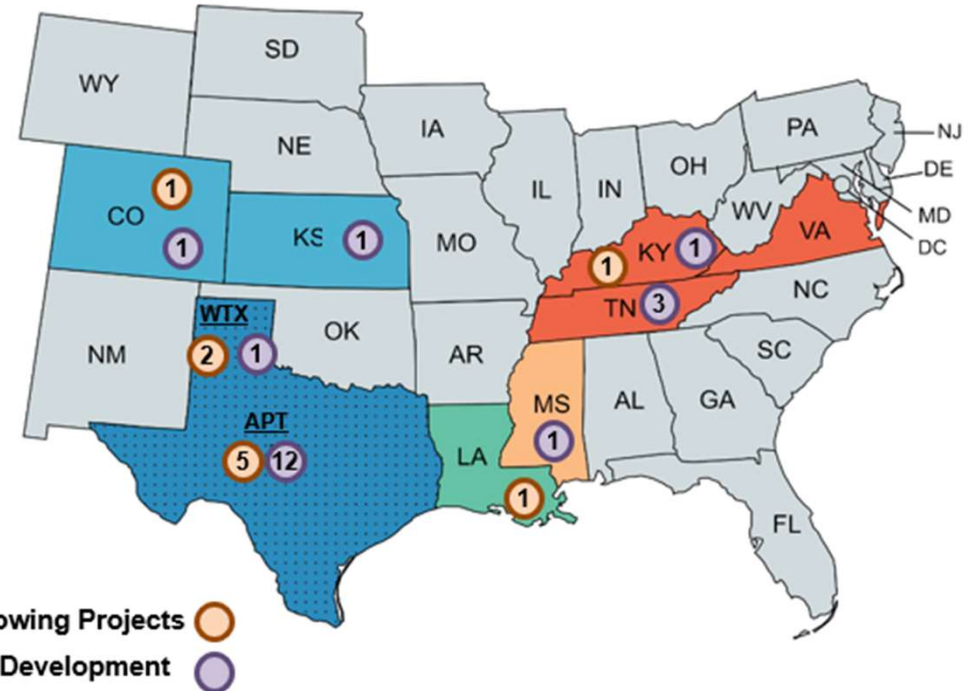 SD
WY
IA
NE
PA
NJ
OH
DE
IL
IN
1
CO
WV
MD
1
KS
1
MO
KY
1
VA
DC
1
TN
3
NC
WTX
OK
NM
2
1
AR
SC
MS
AL
GA
APT
1
5
12
LA
1
FL
owing Projects
Development